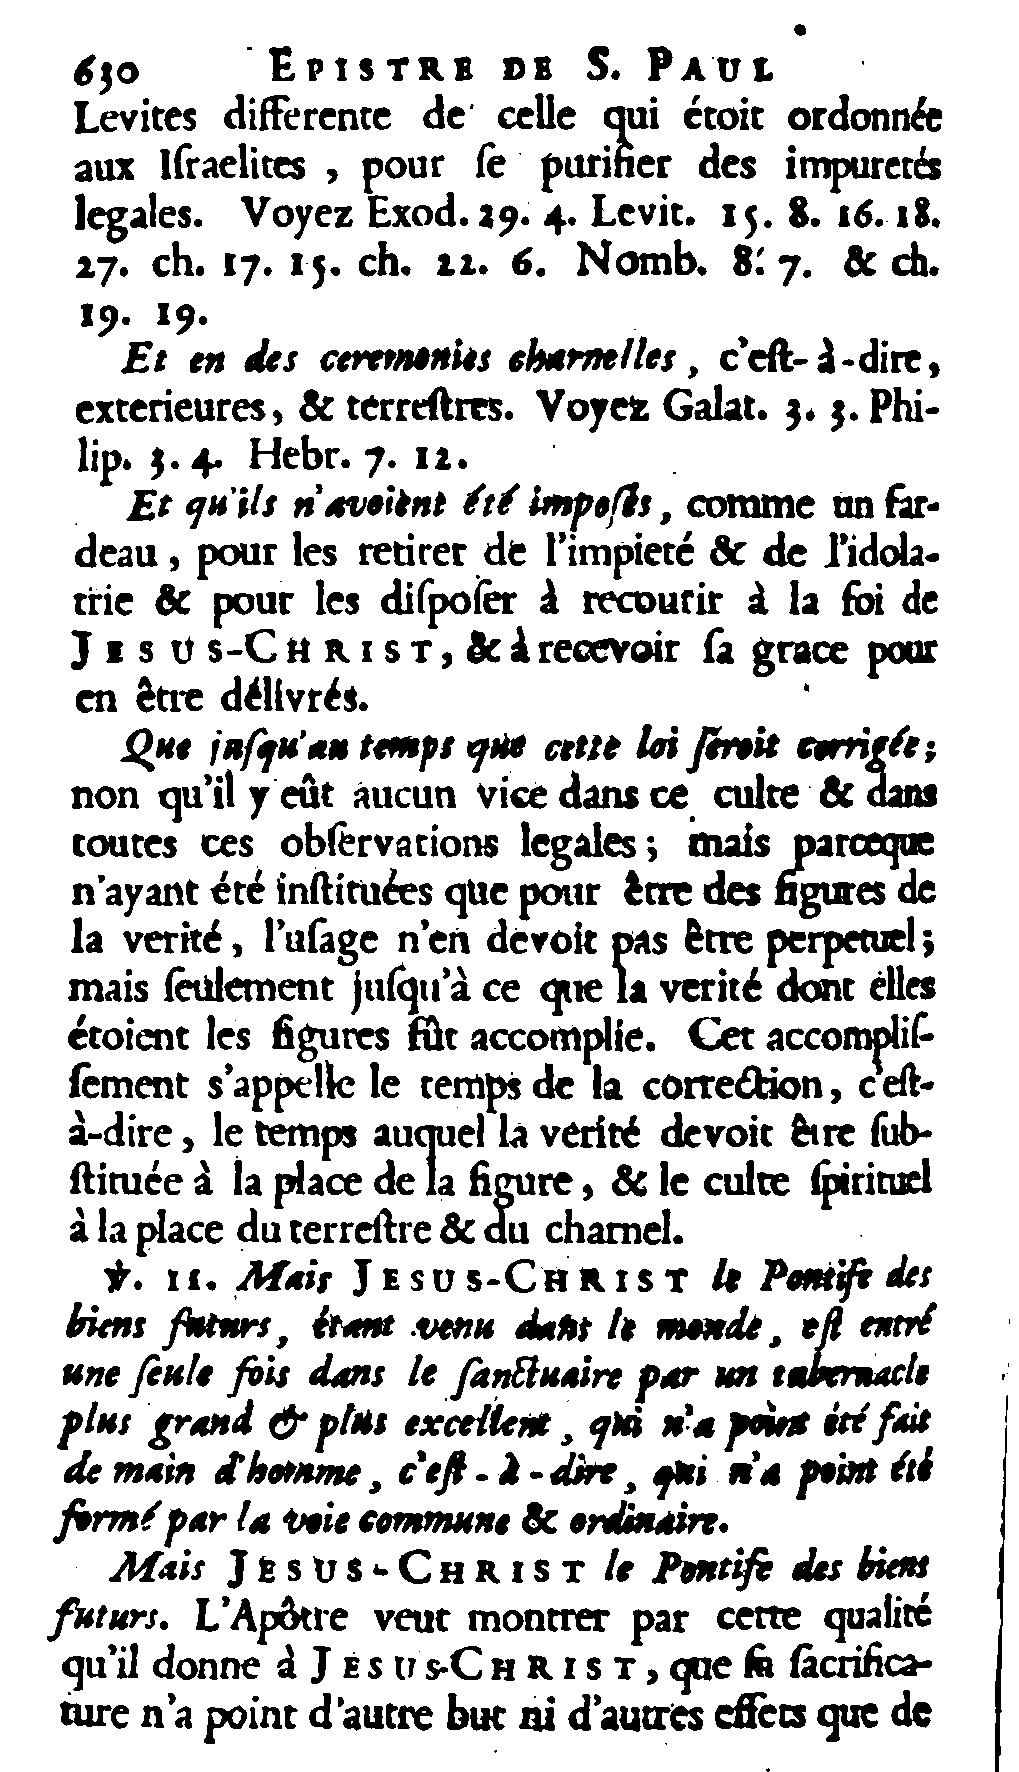 630 EPISTRE DE S. PAUL
Levites differente de celle qui étoit ordonnée
aux Iſraelites , pour ſe purifier des impuretés
legales. Voyez Exod. 29. 4. Levit. 15. 8. 16. 18.
27. ch. 17. 15. ch. 22. 6. Nomb. 8. 7. & ch.
19. 19.
Et en des ceremonies charnelles , c'eſt-à-dire,
exterieures, & terreſtres. Voyez Galat. 3. 3. Phi-
lip. 3. 4. Hebr. 7. 12.
Et qu'ils n'avoient été impoſés , comme un far-
deau , pour les retirer de l'impieté & de l'idola-
trie & pour les diſpoſer à recourir à la foi de
JESUS-CHRIST, & à recevoir ſa grace pour
en être délivrés.
Que juſqu'au temps que cette loi ſeroit corrigée ;
non qu'il y eût aucun vice dans ce culte & dans
toutes ces obſervations legales ; mais parceque
n'ayant été inſtituées que pour être des figures de
la verité , l'uſage n'en devoit pas être perpetuel ;
mais ſeulement juſqu'à ce que la verité dont elles
étoient les figures fût accomplie. Cet accompliſ-
ſement s'appelle le temps de la correction, c'eſt-
à-dire , le temps auquel la verité devoit être ſub-
ſtituée à la place de la figure , & le culte ſpirituel
à la place du terreſtre & du charnel.
℣. 11. Mais JESUS-CHRIST le Pontife des
biens futurs, étant venu dans le monde , eſt entré
une ſeule fois dans le ſanctuaire par un tabernacle
plus grand & plus excellent , qui n'a point été fait
de main d'homme , c'eſt-à-dire , qui n'a point été
formé par la voie commune & ordinaire.
Mais JESUS-CHRIST le Pontife des biens
futurs. L'Apôtre veut montrer par cette qualité
qu'il donne à JESUS-CHRIST, que ſa ſacrifica-
ture n'a point d'autre but ni d'autres effets que de